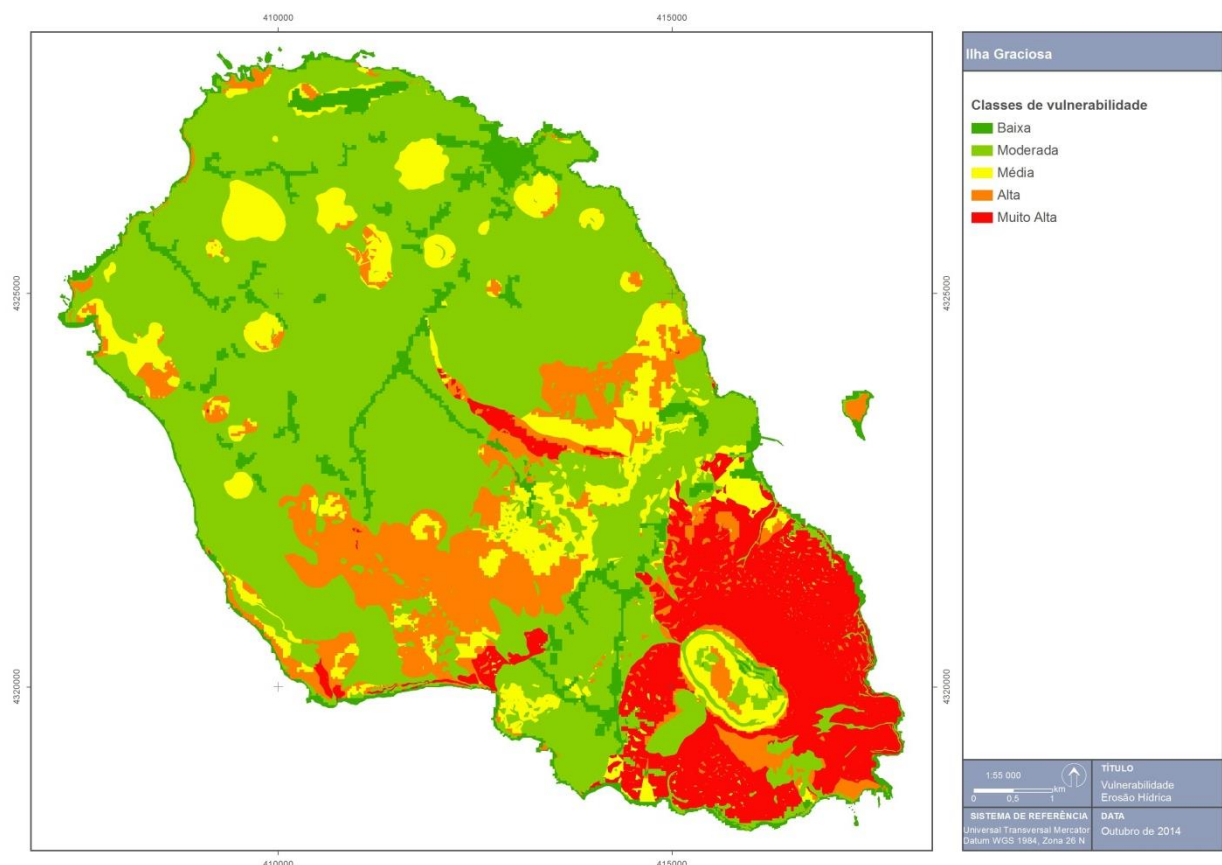 410000
415000
Ilha Graciosa
Classes de vulnerabilidade
Baixa
Moderada
Média
Alta
Muito Alta
4325000
4325000
4320000
4320000
1:55 000
km
0 0,5 1
TÍTULO
Vulnerabilidade
Erosão Hídrica
SISTEMA DE REFERÊNCIA
Universal Transversal Mercator
Datum WGS 1984, Zona 26 N
DATA
Outubro de 2014
410000
415000